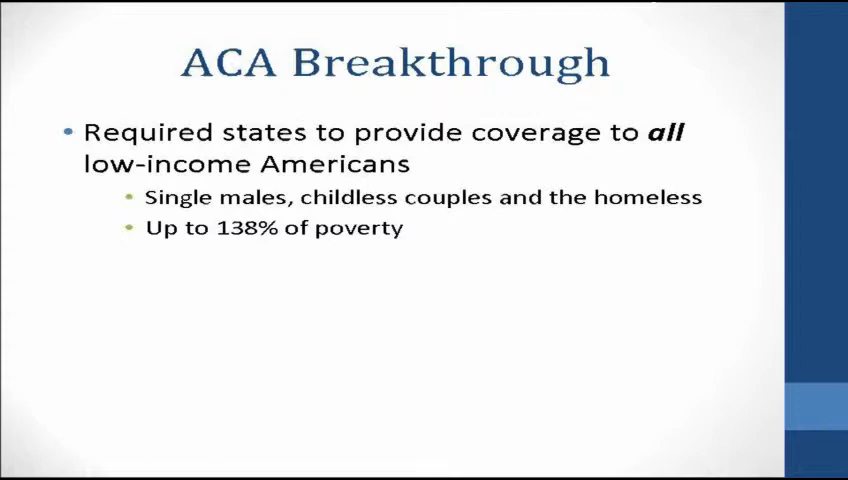 ACA Breakthrough
• Required states to provide coverage to all
low-income Americans
• Single males, childless couples and the homeless
• Up to 138% of poverty